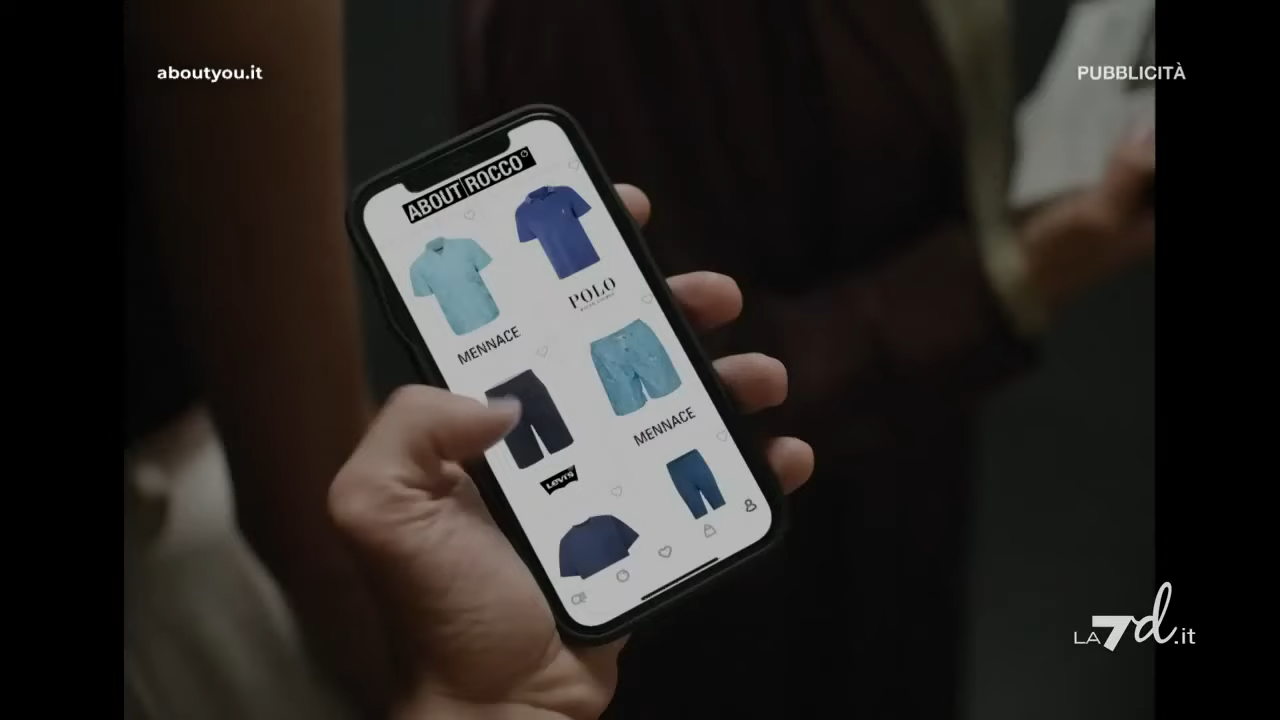 aboutyou.it
PUBBLICITÀ
ABOUT ROCCO
POLO
MENNACE
MENNACE
LEVI'S
LA7d.it